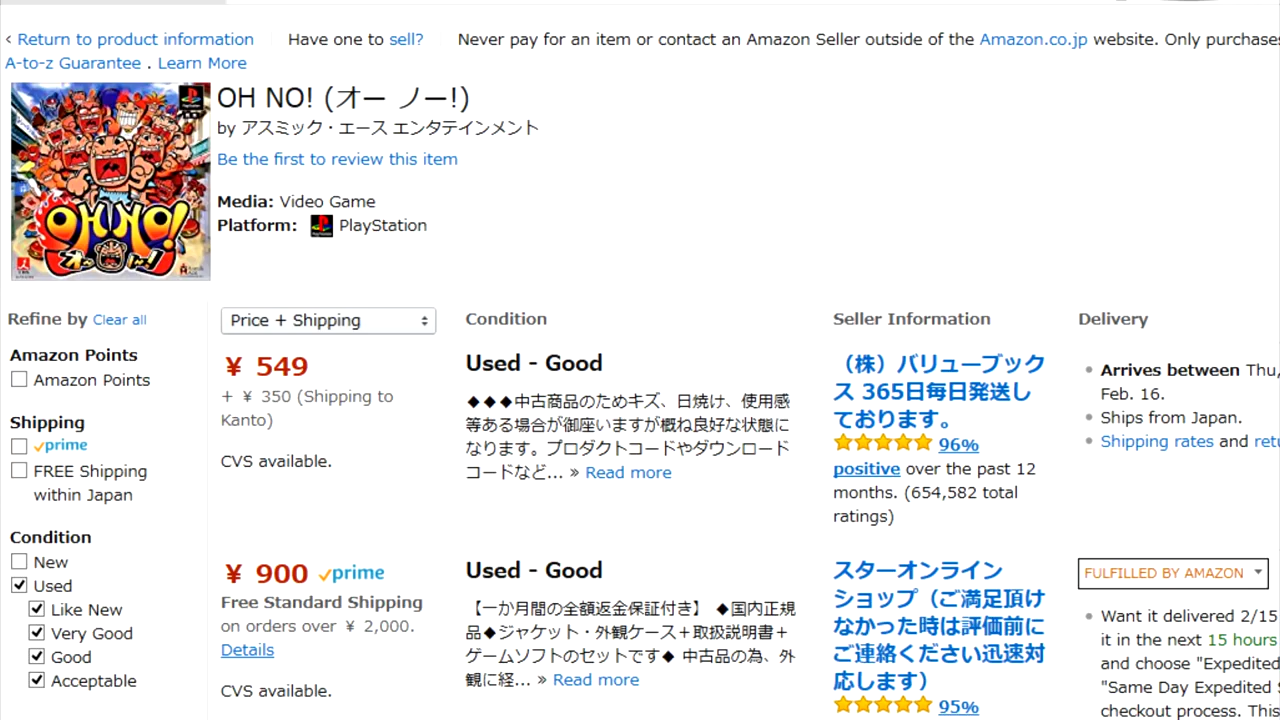 ‹ Return to product information Have one to sell? Never pay for an item or contact an Amazon Seller outside of the Amazon.co.jp website. Only purchases
A-to-z Guarantee . Learn More
OH NO! (オー ノー!)
by アスミック・エース エンタテインメント
Be the first to review this item
Media: Video Game
Platform: PlayStation
OH NO!
オー ノー!
Refine by Clear all
Price + Shipping
Condition
Seller Information
Delivery
Amazon Points
Amazon Points
Shipping
prime
FREE Shipping
within Japan
Condition
New
Used
Like New
Very Good
Good
Acceptable
¥ 549
+ ¥ 350 (Shipping to
Kanto)
CVS available.
Used - Good
◆◆◆中古商品のためキズ、日焼け、使用感
等ある場合が御座いますが概ね良好な状態に
なります。プロダクトコードやダウンロード
コードなど... » Read more
（株）バリューブック
ス 365日毎日発送し
ております。
96%
positive over the past 12
months. (654,582 total
ratings)
Arrives between Thu,
Feb. 16.
Ships from Japan.
Shipping rates and retu
¥ 900 prime
Free Standard Shipping
on orders over ¥ 2,000.
Details
CVS available.
Used - Good
【一か月間の全額返金保証付き】 ◆国内正規
品◆ジャケット・外観ケース＋取扱説明書＋
ゲームソフトのセットです◆ 中古品の為、外
観に経... » Read more
スターオンライン
ショップ（ご満足頂け
なかった時は評価前に
ご連絡ください迅速対
応します）
95%
FULFILLED BY AMAZON
Want it delivered 2/15
it in the next 15 hours
and choose "Expedited
"Same Day Expedited S
checkout process. This